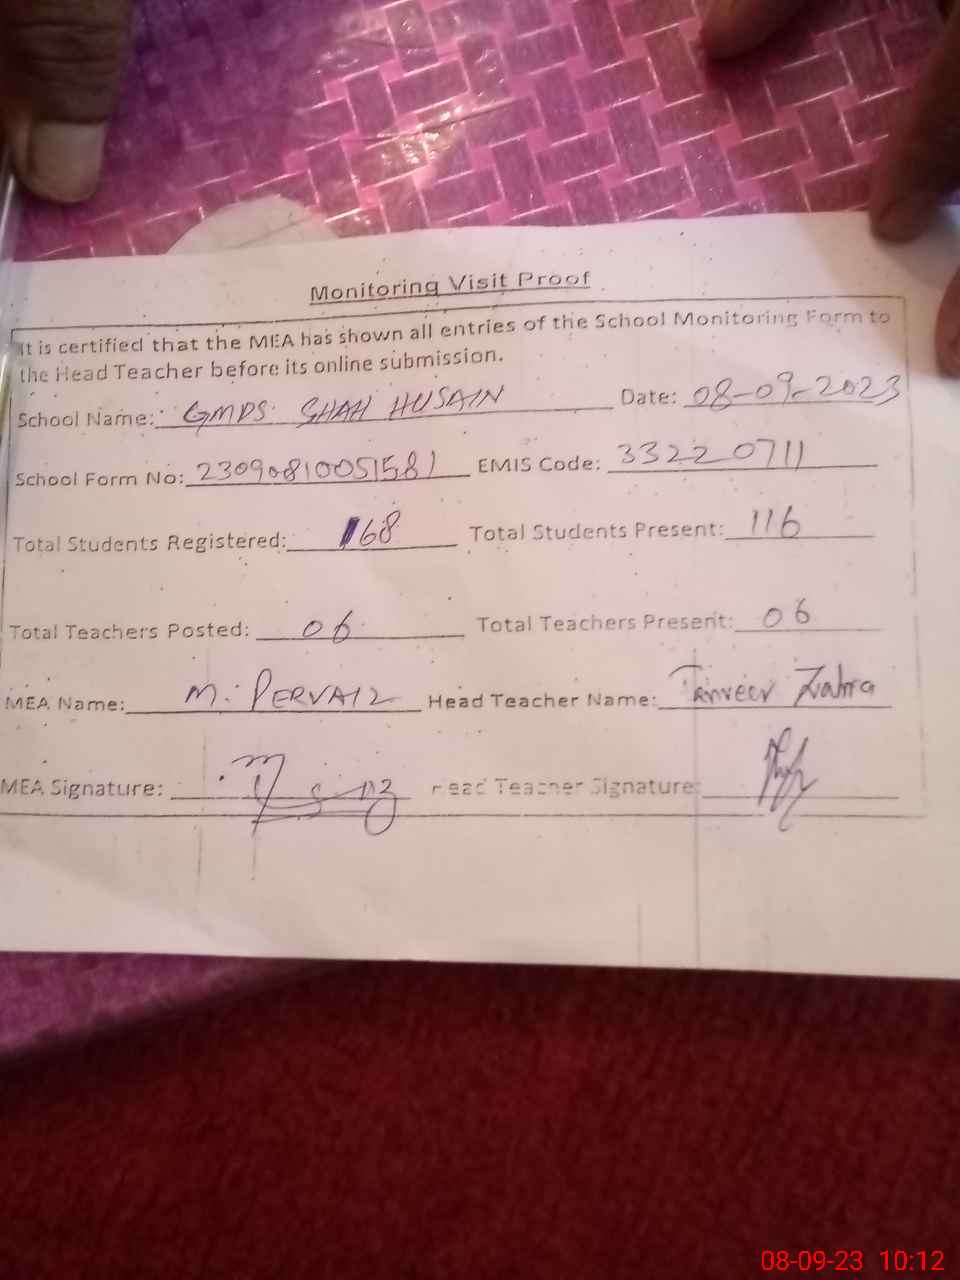 Monitoring Visit Proof
It is certified that the MEA has shown all entries of the School Monitoring Form to
the Head Teacher before its online submission.
School Name: GMPS SHAH HUSAIN Date: 08-09-2023
School Form No: 23090810051581 EMIS Code: 33220711
Total Students Registered: 168 Total Students Present: 116
Total Teachers Posted: 06 Total Teachers Present: 06
MEA Name: M. PERVAIZ Head Teacher Name: Tanveer Zahra
MEA Signature: Head Teacher Signature:
08-09-23 10:12